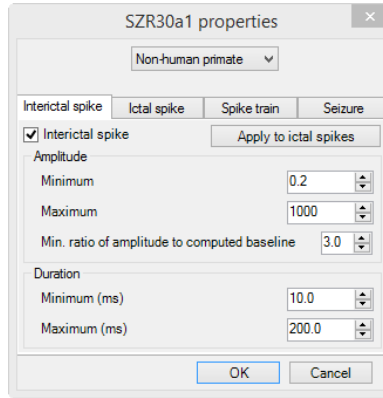 SZR30a1 properties
Non-human primate
Interictal spike Ictal spike Spike train Seizure
Interictal spike Apply to ictal spikes
Amplitude
Minimum 0.2
Maximum 1000
Min. ratio of amplitude to computed baseline 3.0
Duration
Minimum (ms) 10.0
Maximum (ms) 200.0
OK Cancel